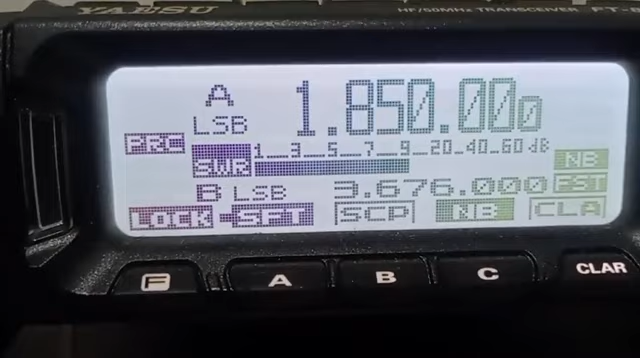 YAESU HF/50MHz TRANSCEIVER FT-8
A 1.850.000
LSB
PRC 1 3 5 7 9 20 40 60 dB
SWR NB
B LSB 3.676.000 FST
LOCK SFT SCP NB CLA
F A B C CLAR